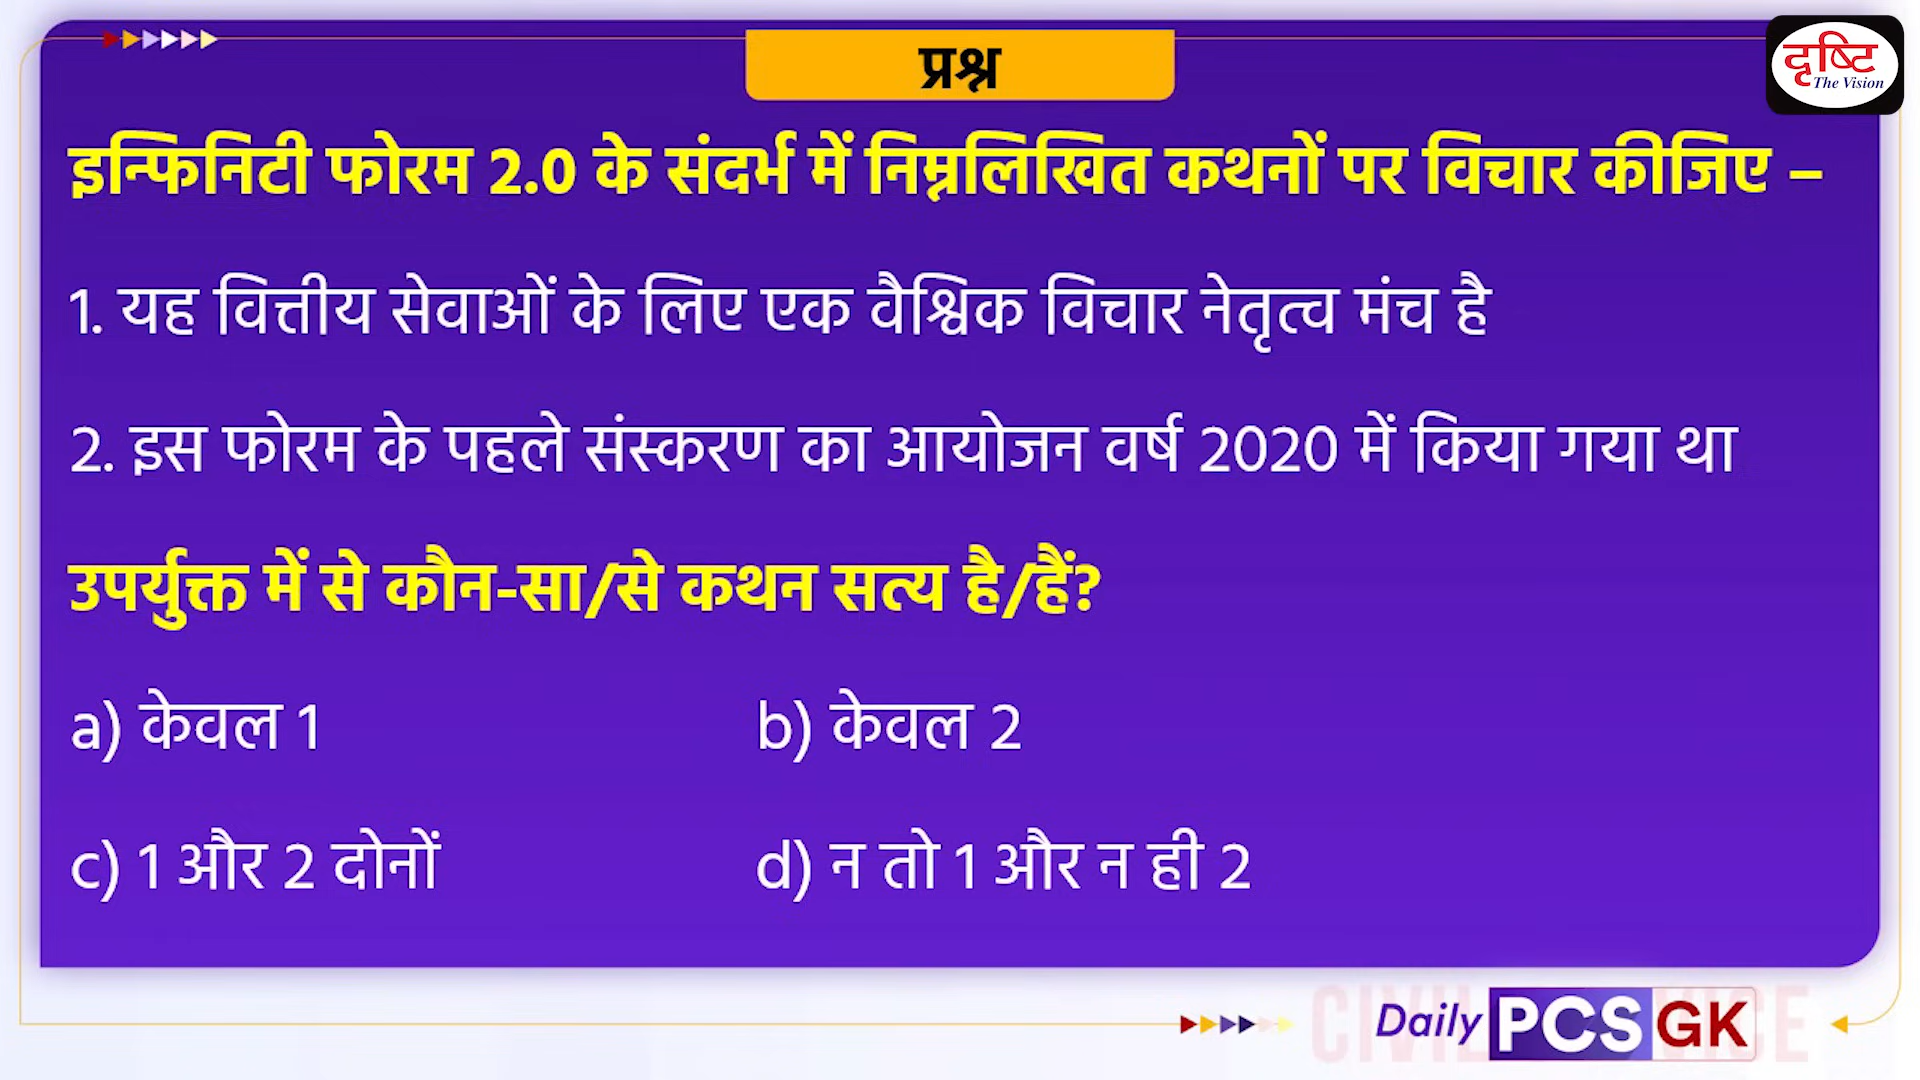 प्रश्न
दृष्टि
The Vision
इन्फिनिटी फोरम 2.0 के संदर्भ में निम्नलिखित कथनों पर विचार कीजिए –
1. यह वित्तीय सेवाओं के लिए एक वैश्विक विचार नेतृत्व मंच है
2. इस फोरम के पहले संस्करण का आयोजन वर्ष 2020 में किया गया था
उपर्युक्त में से कौन-सा/से कथन सत्य है/हैं?
a) केवल 1 b) केवल 2
c) 1 और 2 दोनों d) न तो 1 और न ही 2
Daily PCS GK